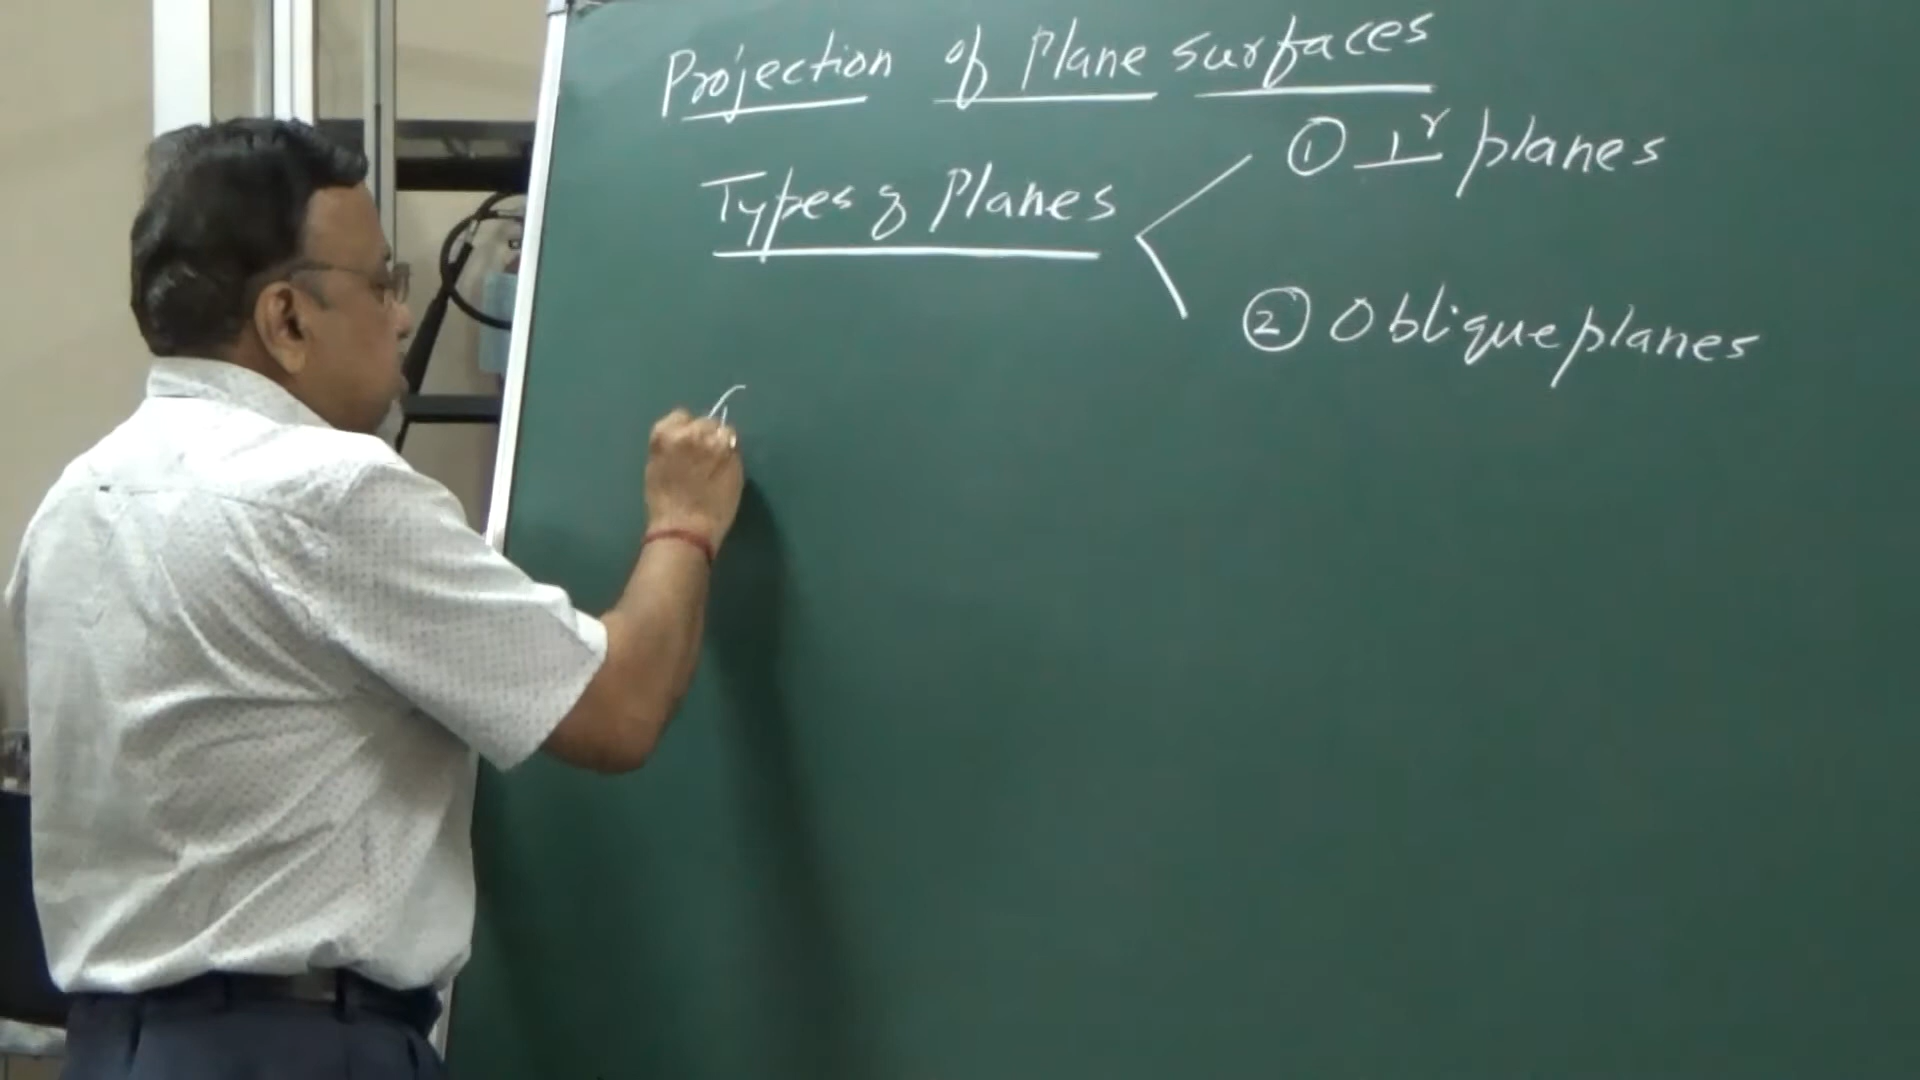 Projection of Plane surfaces
① ⊥r planes
Types of Planes
② Oblique planes